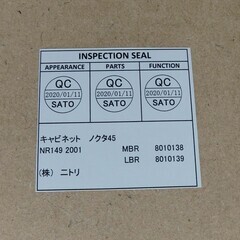 INSPECTION SEAL
APPEARANCE PARTS FUNCTION
QC QC QC
2020/01/11 2020/01/11 2020/01/11
SATO SATO SATO
キャビネット ノクタ45
NR149 2001 MBR 8010138
LBR 8010139
(株) ニトリ